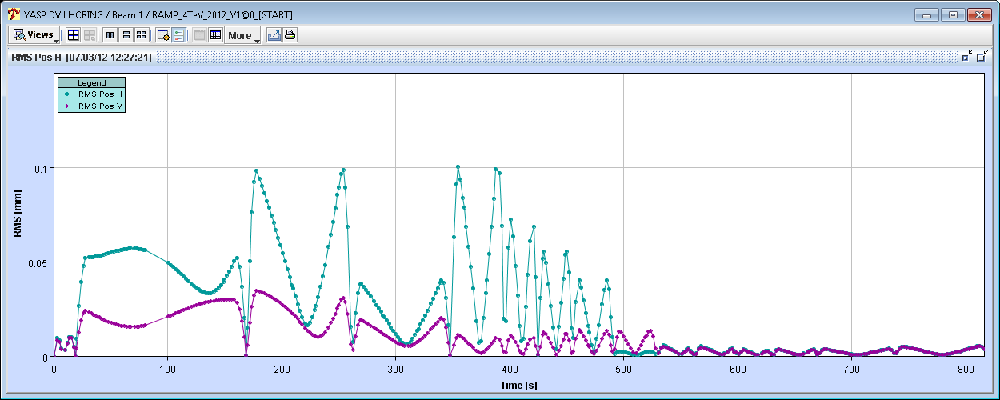 YASP DV LHCRING / Beam 1 / RAMP_4TeV_2012_V1@0_[START]
Views More
RMS Pos H [07/03/12 12:27:21]
Legend
RMS Pos H
RMS Pos V
0.1
0.05
0
RMS [mm]
0 100 200 300 400 500 600 700 800
Time [s]